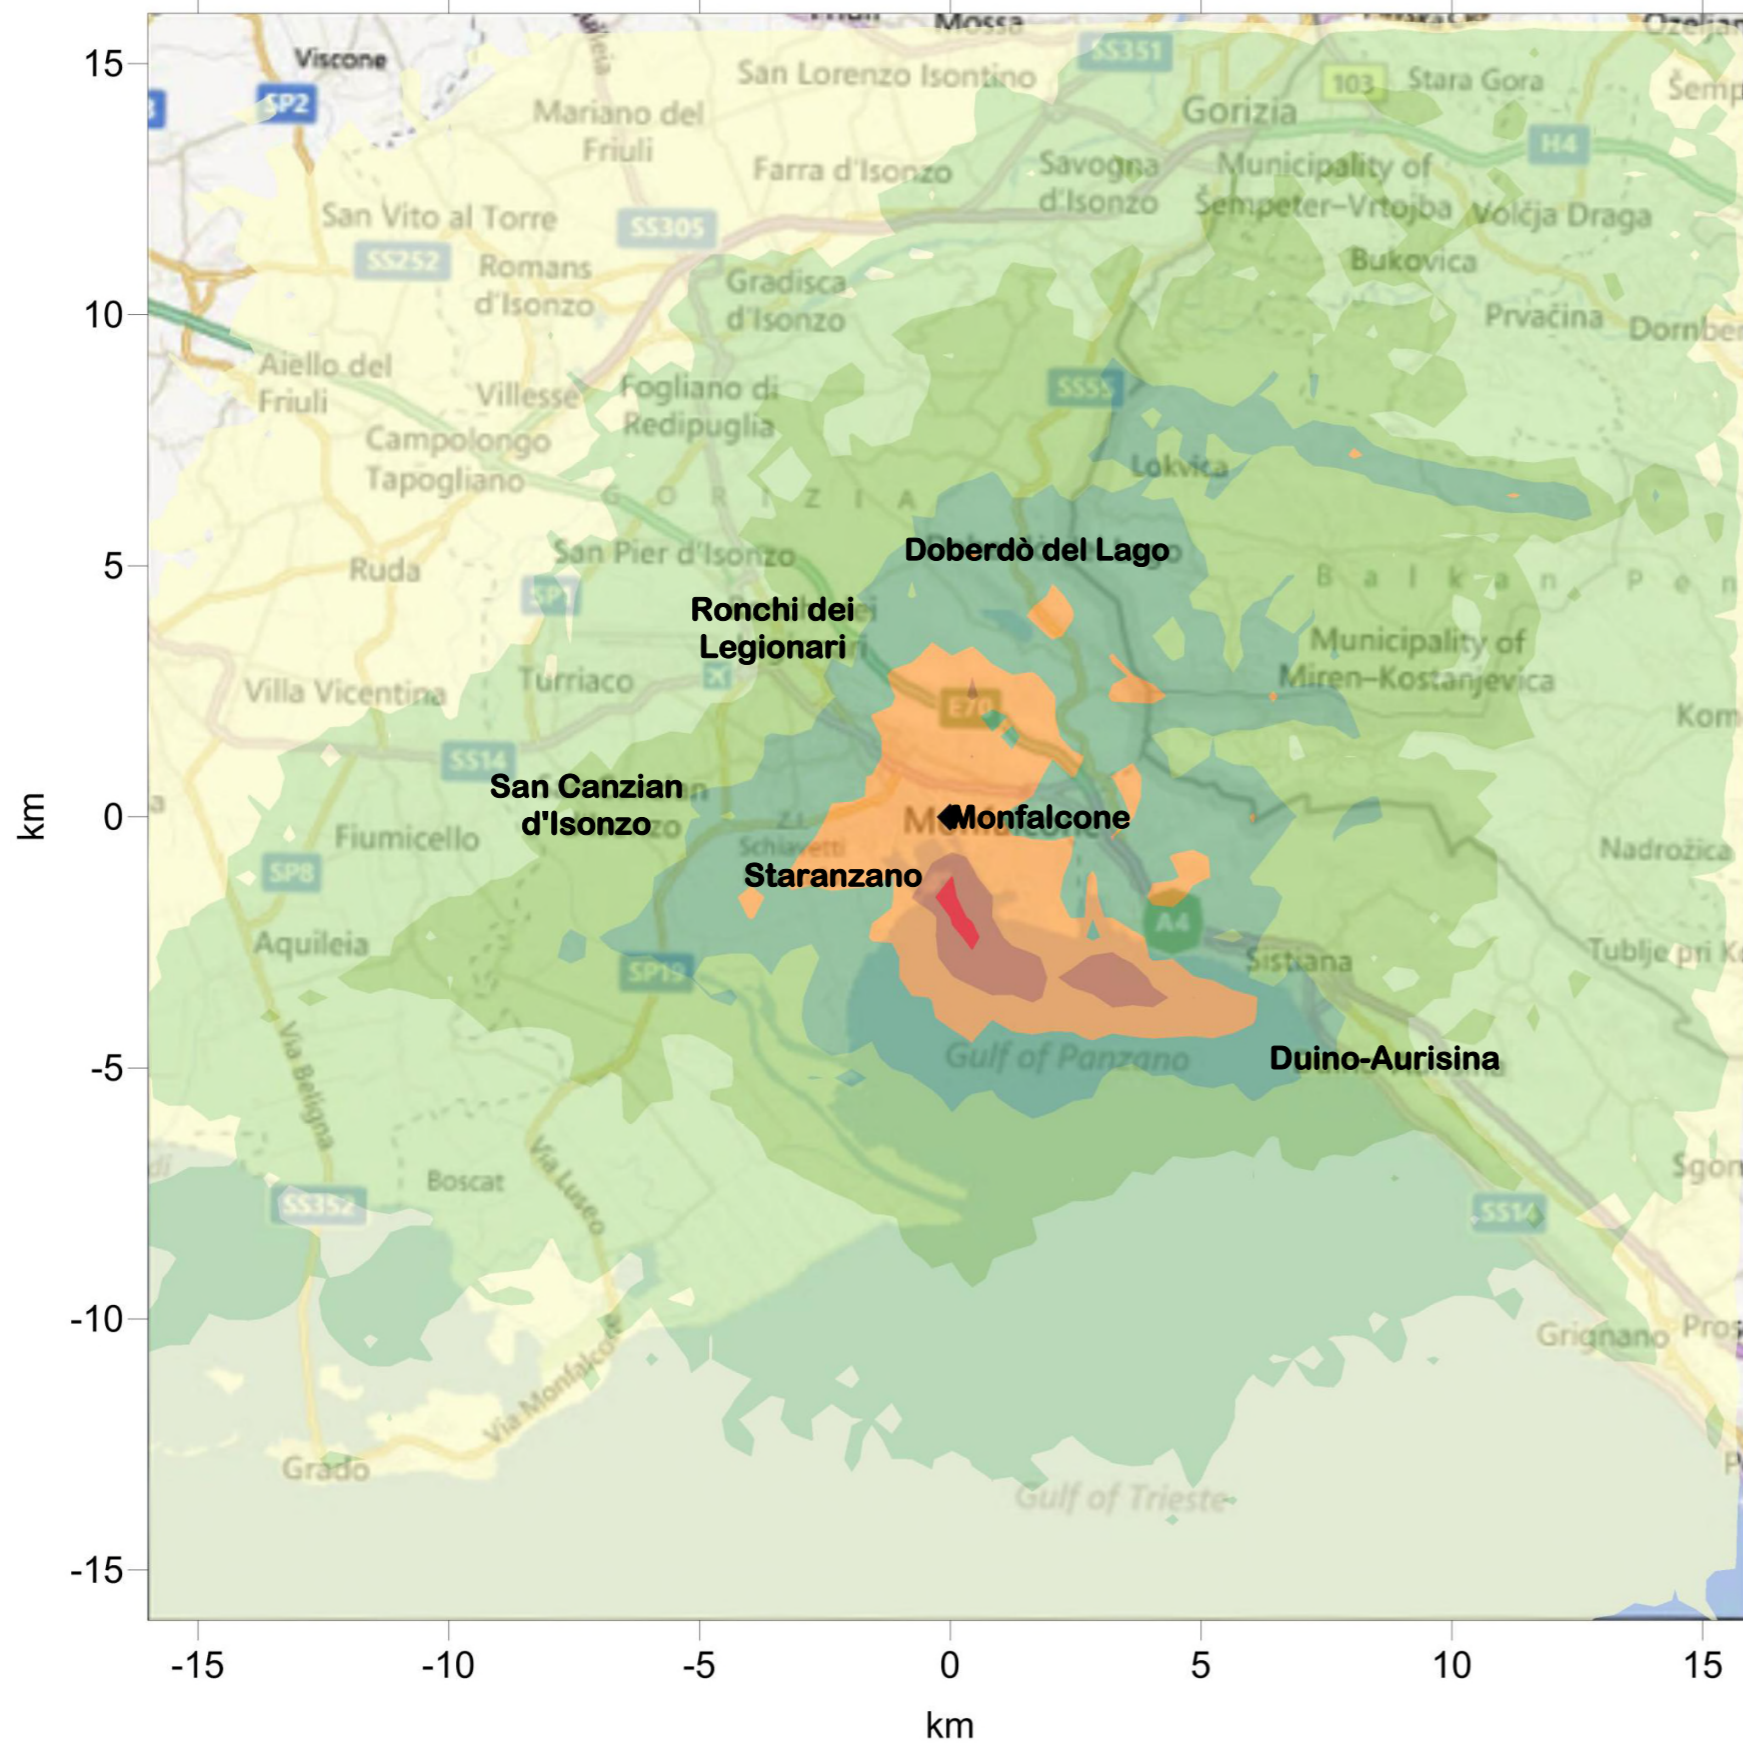 Mossa
15
Viscone
SS351
San Lorenzo Isontino
103
Stara Gora
SP2
Mariano del
Friuli
Gorizia
H4
Farra d'Isonzo
Savogna
d'Isonzo
Municipality of
Šempeter–Vrtojba
Volčja Draga
San Vito al Torre
SS305
SS252
Romans
d'Isonzo
Gradisca
d'Isonzo
Bukovica
10
Prvačina
Aiello del
Friuli
Villesse
Fogliano di
Redipuglia
SS55
Campolongo
Tapogliano
Lokvica
G O R I Z I A
5
Ruda
San Pier d'Isonzo
Doberdò del Lago
B a l k a n P e n
SP1
Ronchi dei
Legionari
Municipality of
Miren–Kostanjevica
Villa Vicentina
Turriaco
E70
Kom
SS14
San Canzian
d'Isonzo
km
0
Fiumicello
Z.I.
Schiavetti
Monfalcone
Nadrožica
SP8
Staranzano
Aquileia
A4
SP19
Sistiana
Tublje pri K
-5
Via Beligna
Gulf of Panzano
Duino-Aurisina
Boscat
Via Luseo
Sgon
SS352
SS14
-10
Via Monfalcone
Grignano
Pros
Grado
Gulf of Trieste
-15
-15 -10 -5 0 5 10 15
km